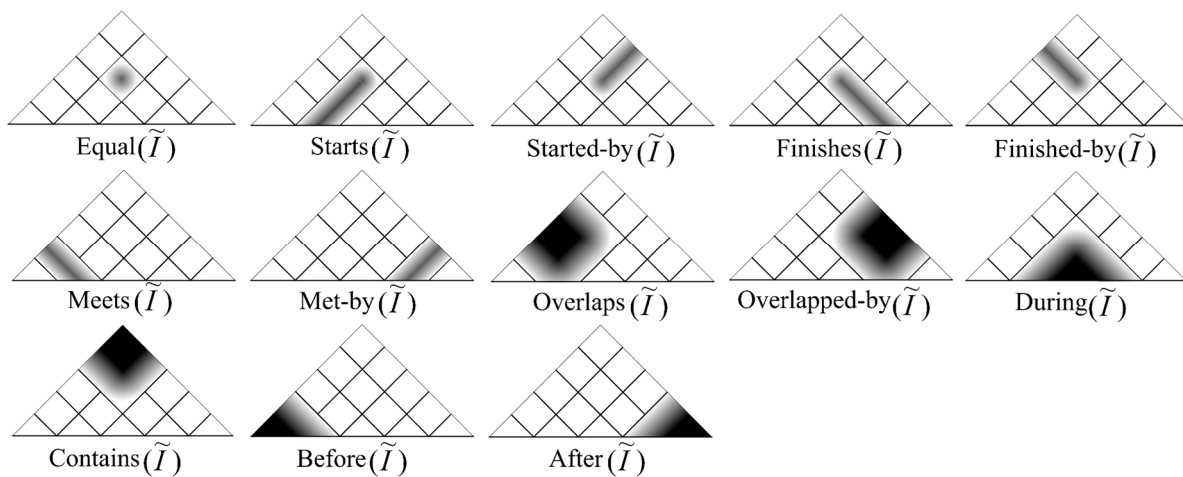 Equal(Ĩ) Starts(Ĩ) Started-by(Ĩ) Finishes(Ĩ) Finished-by(Ĩ)
Meets(Ĩ) Met-by(Ĩ) Overlaps(Ĩ) Overlapped-by(Ĩ) During(Ĩ)
Contains(Ĩ) Before(Ĩ) After(Ĩ)